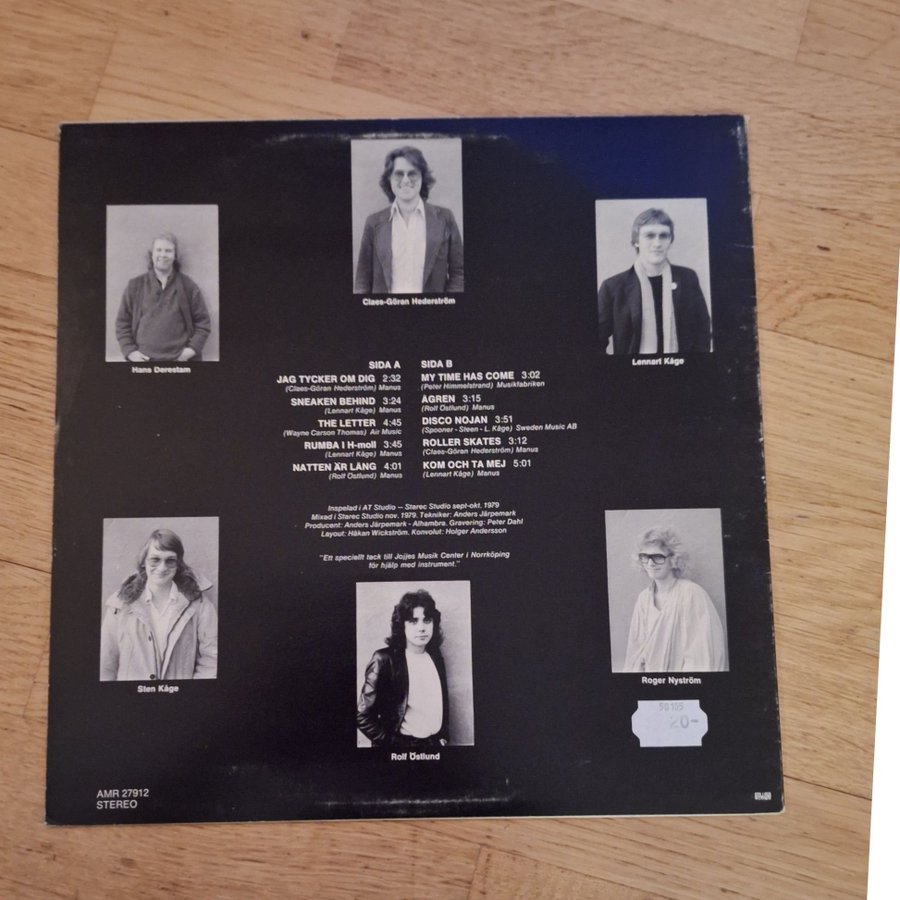 Claes-Göran Hederström
Hans Derestam
Lennart Kåge
SIDA A
JAG TYCKER OM DIG 2:32
(Claes-Göran Hederström) Manus
SNEAKEN BEHIND 3:24
(Lennart Kåge) Manus
THE LETTER 4:45
(Wayne Carson Thomas) Air Music
RUMBA I H-moll 3:45
(Lennart Kåge) Manus
NATTEN ÄR LÅNG 4:01
(Rolf Östlund) Manus
SIDA B
MY TIME HAS COME 3:02
(Peter Himmelstrand) Musikfabriken
ÅGREN 3:15
(Rolf Östlund) Manus
DISCO NOJAN 3:51
(Spooner - Steen - L. Kåge) Sweden Music AB
ROLLER SKATES 3:12
(Claes-Göran Hederström) Manus
KOM OCH TA MEJ 5:01
(Lennart Kåge) Manus
Inspelad i AT Studio – Starec Studio sept-okt. 1979
Mixad i Starec Studio nov. 1979. Tekniker: Anders Järpemark
Producent: Anders Järpemark - Alhambra. Gravering: Peter Dahl
Layout: Håkan Wickström. Konvolut: Holger Andersson
"Ett speciellt tack till Jojjes Musik Center i Norrköping
för hjälp med instrument."
Sten Kåge
Rolf Östlund
Roger Nyström
50105
20-
AMR 27912
STEREO